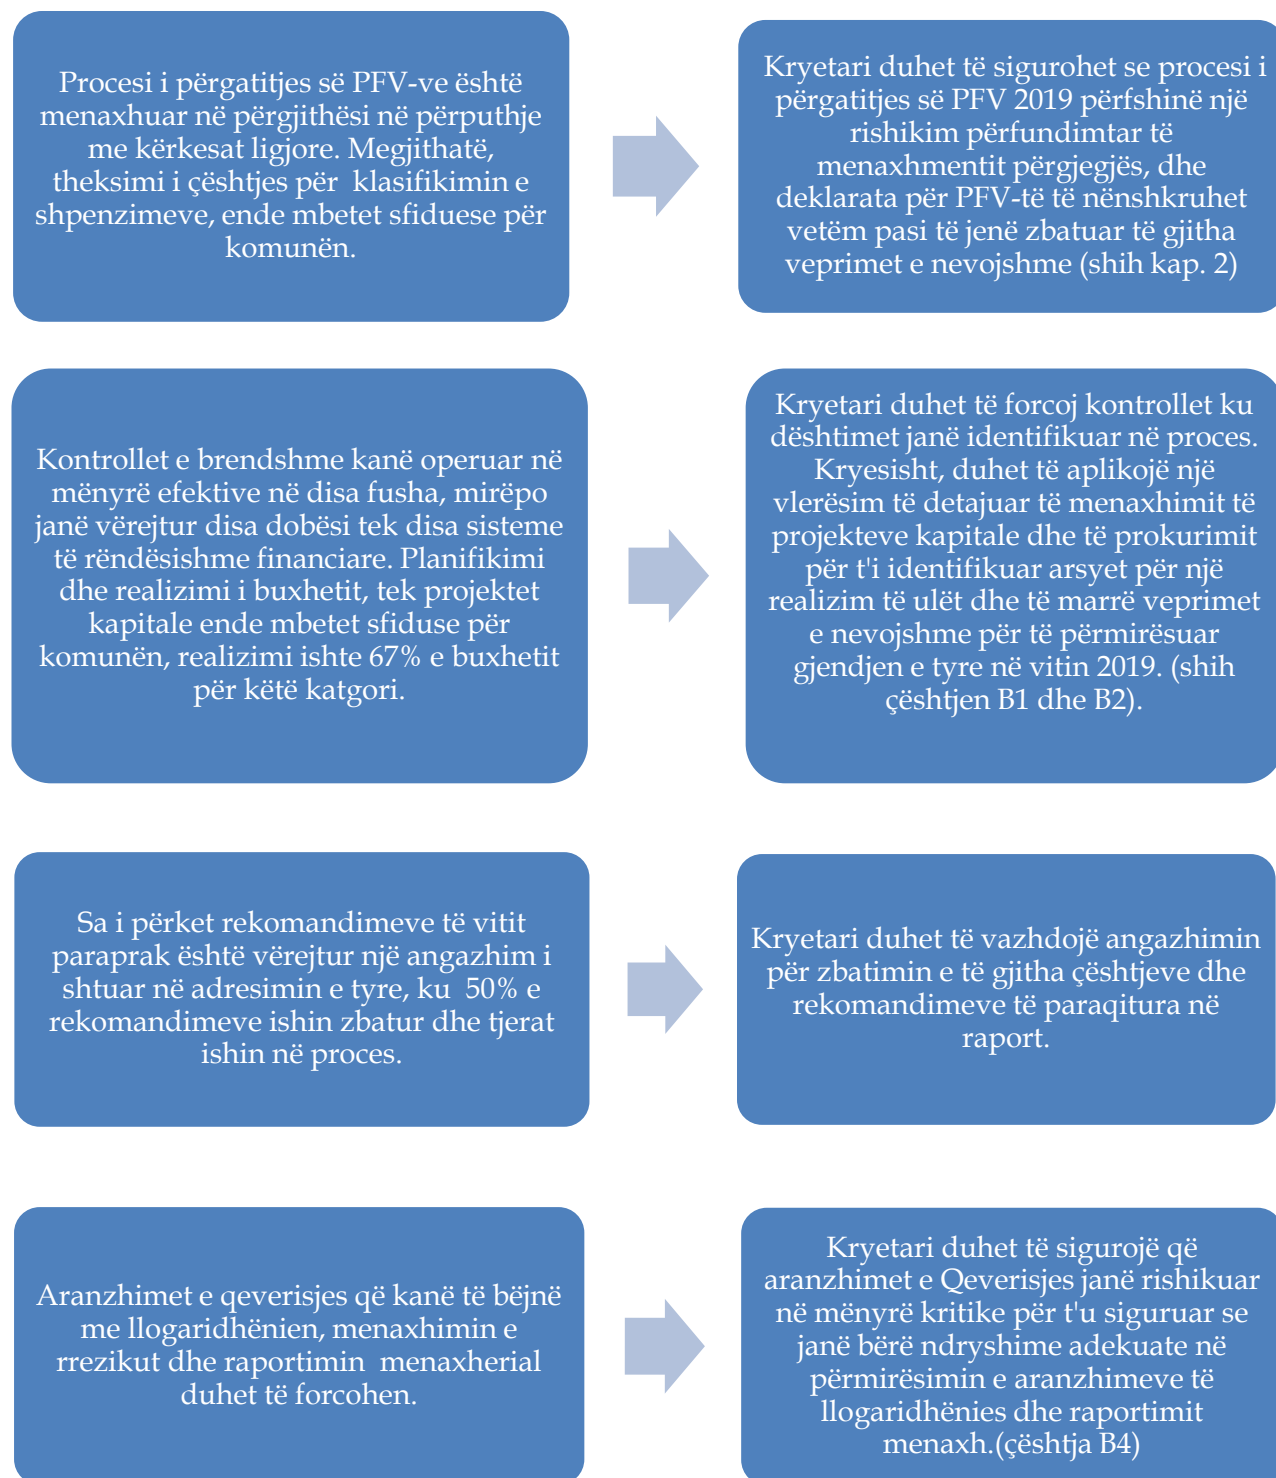 Procesi i përgatitjes së PFV-ve është
menaxhuar në përgjithësi në përputhje
me kërkesat ligjore. Megjithatë,
theksimi i çështjes për  klasifikimin e
shpenzimeve, ende mbetet sfiduese për
komunën.
Kryetari duhet të sigurohet se procesi i
përgatitjes së PFV 2019 përfshinë një
rishikim përfundimtar të
menaxhmentit përgjegjës, dhe
deklarata për PFV-të të nënshkruhet
vetëm pasi të jenë zbatuar të gjitha
veprimet e nevojshme (shih kap. 2)
Kontrollet e brendshme kanë operuar në
mënyrë efektive në disa fusha, mirëpo
janë vërejtur disa dobësi tek disa sisteme
të rëndësishme financiare. Planifikimi
dhe realizimi i buxhetit, tek projektet
kapitale ende mbetet sfiduse për
komunën, realizimi ishte 67% e buxhetit
për këtë katgori.
Kryetari duhet të forcoj kontrollet ku
dështimet janë identifikuar në proces.
Kryesisht, duhet të aplikojë një
vlerësim të detajuar të menaxhimit të
projekteve kapitale dhe të prokurimit
për t'i identifikuar arsyet për një
realizim të ulët dhe të marrë veprimet
e nevojshme për të përmirësuar
gjendjen e tyre në vitin 2019. (shih
çështjen B1 dhe B2).
Sa i përket rekomandimeve të vitit
paraprak është vërejtur një angazhim i
shtuar në adresimin e tyre, ku  50% e
rekomandimeve ishin zbatur dhe tjerat
ishin në proces.
Kryetari duhet të vazhdojë angazhimin
për zbatimin e të gjitha çështjeve dhe
rekomandimeve të paraqitura në
raport.
Aranzhimet e qeverisjes që kanë të bëjnë
me llogaridhënien, menaxhimin e
rrezikut dhe raportimin  menaxherial
duhet të forcohen.
Kryetari duhet të sigurojë që
aranzhimet e Qeverisjes janë rishikuar
në mënyrë kritike për t'u siguruar se
janë bërë ndryshime adekuate në
përmirësimin e aranzhimeve të
llogaridhënies dhe raportimit
menaxh.(çështja B4)